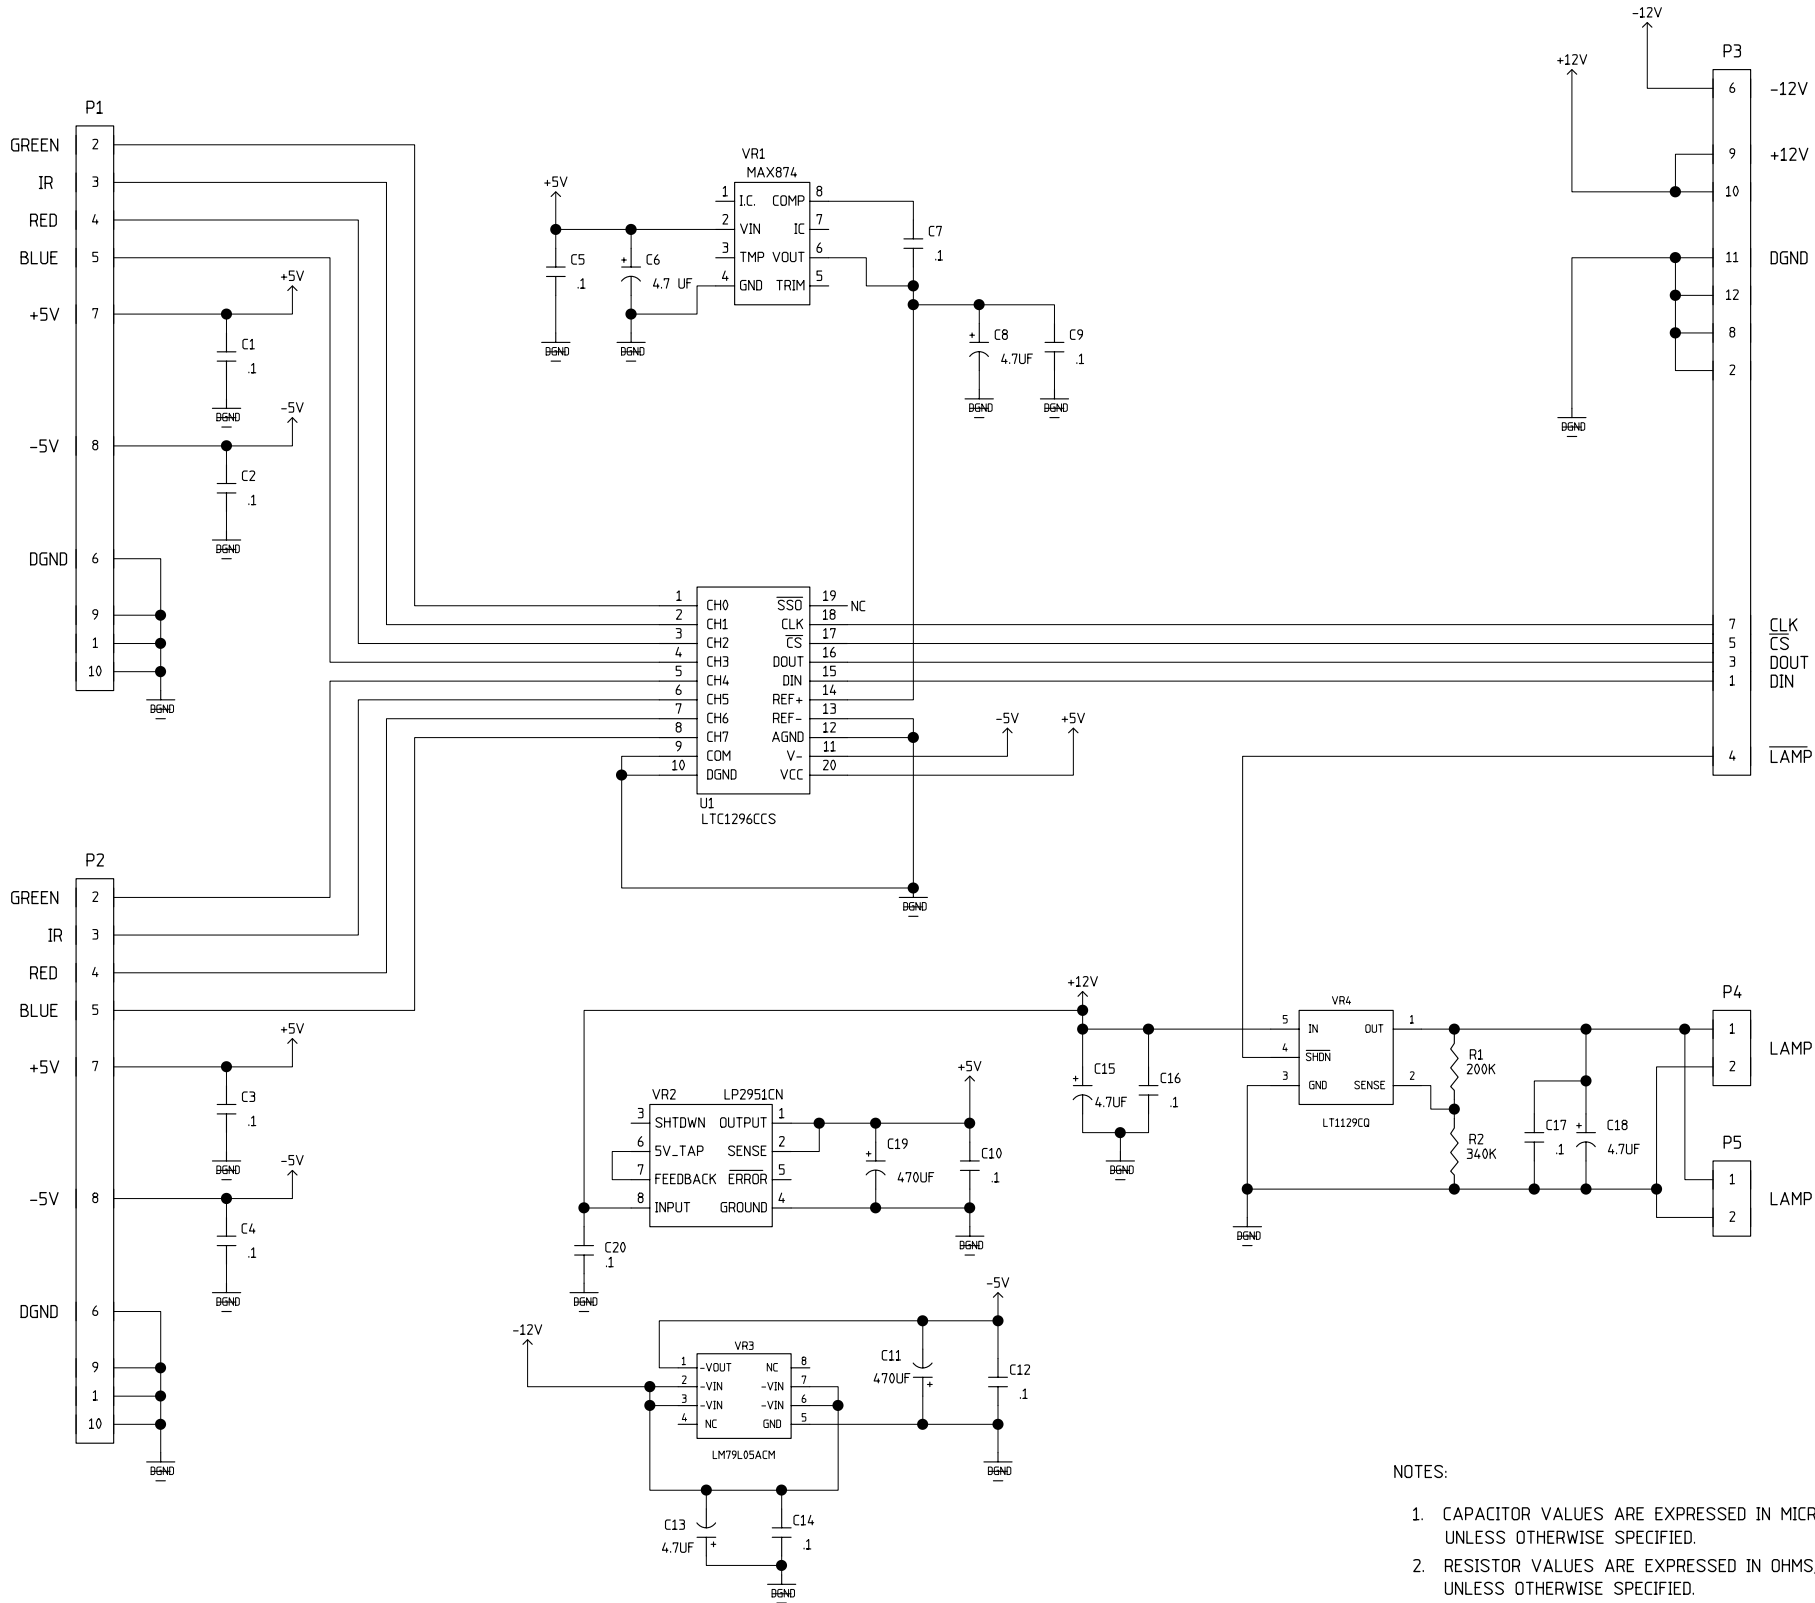 -12V
P3
+12V
6 -12V
9 +12V
10
11 DGND
12
8
2
DGND
7 CLK
5 CS
3 DOUT
1 DIN
4 LAMP
P1
GREEN 2
IR 3
RED 4
BLUE 5
+5V
+5V 7
C1
.1
DGND
-5V
-5V 8
C2
.1
DGND
DGND 6
9
1
10
DGND
VR1
MAX874
+5V
1 I.C. COMP 8
2 VIN IC 7
3 TMP VOUT 6
4 GND TRIM 5
C5
.1
C6
+
4.7 UF
DGND
DGND
C7
.1
C8
+
4.7UF
C9
.1
DGND
DGND
1 CH0 SSO 19 NC
2 CH1 CLK 18
3 CH2 CS 17
4 CH3 DOUT 16
5 CH4 DIN 15
6 CH5 REF+ 14
7 CH6 REF- 13
8 CH7 AGND 12
9 COM V- 11
10 DGND VCC 20
-5V
+5V
U1
LTC1296CCS
DGND
P2
GREEN 2
IR 3
RED 4
BLUE 5
+5V
+5V 7
C3
.1
DGND
-5V
-5V 8
C4
.1
DGND
DGND 6
9
1
10
DGND
VR2 LP2951CN
3 SHTDWN OUTPUT 1
6 5V_TAP SENSE 2
7 FEEDBACK ERROR 5
8 INPUT GROUND 4
+5V
C19
+
470UF
C10
.1
DGND
C20
.1
DGND
+12V
C15
+
4.7UF
C16
.1
DGND
VR4
5 IN OUT 1
4 SHDN
3 GND SENSE 2
LT1129CQ
R1
200K
R2
340K
C17
.1
C18
+
4.7UF
DGND
P4
1
2
LAMP
P5
1
2
LAMP
-12V
-5V
VR3
1 -VOUT NC 8
2 -VIN -VIN 7
3 -VIN -VIN 6
4 NC GND 5
LM79L05ACM
C11
470UF
+
C12
.1
DGND
C13
4.7UF
+
C14
.1
DGND
NOTES:
1. CAPACITOR VALUES ARE EXPRESSED IN MICR
UNLESS OTHERWISE SPECIFIED.
2. RESISTOR VALUES ARE EXPRESSED IN OHMS,
UNLESS OTHERWISE SPECIFIED.